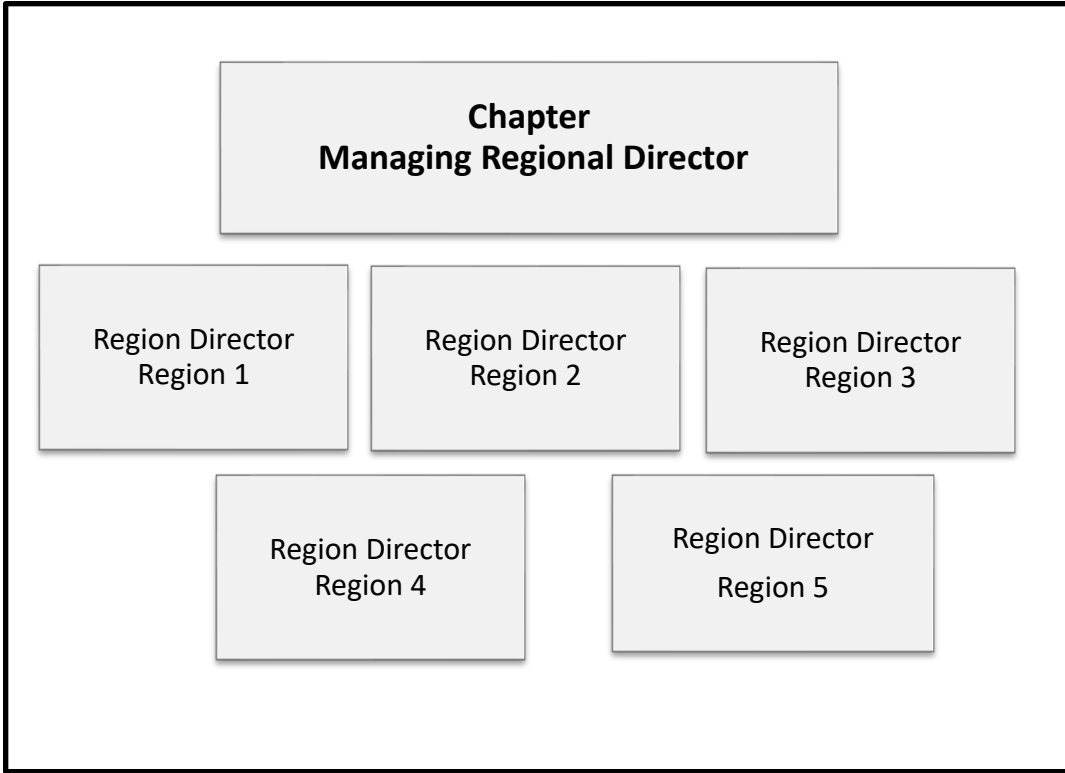 Chapter
Managing Regional Director
Region Director
Region 1
Region Director
Region 2
Region Director
Region 3
Region Director
Region 4
Region Director
Region 5